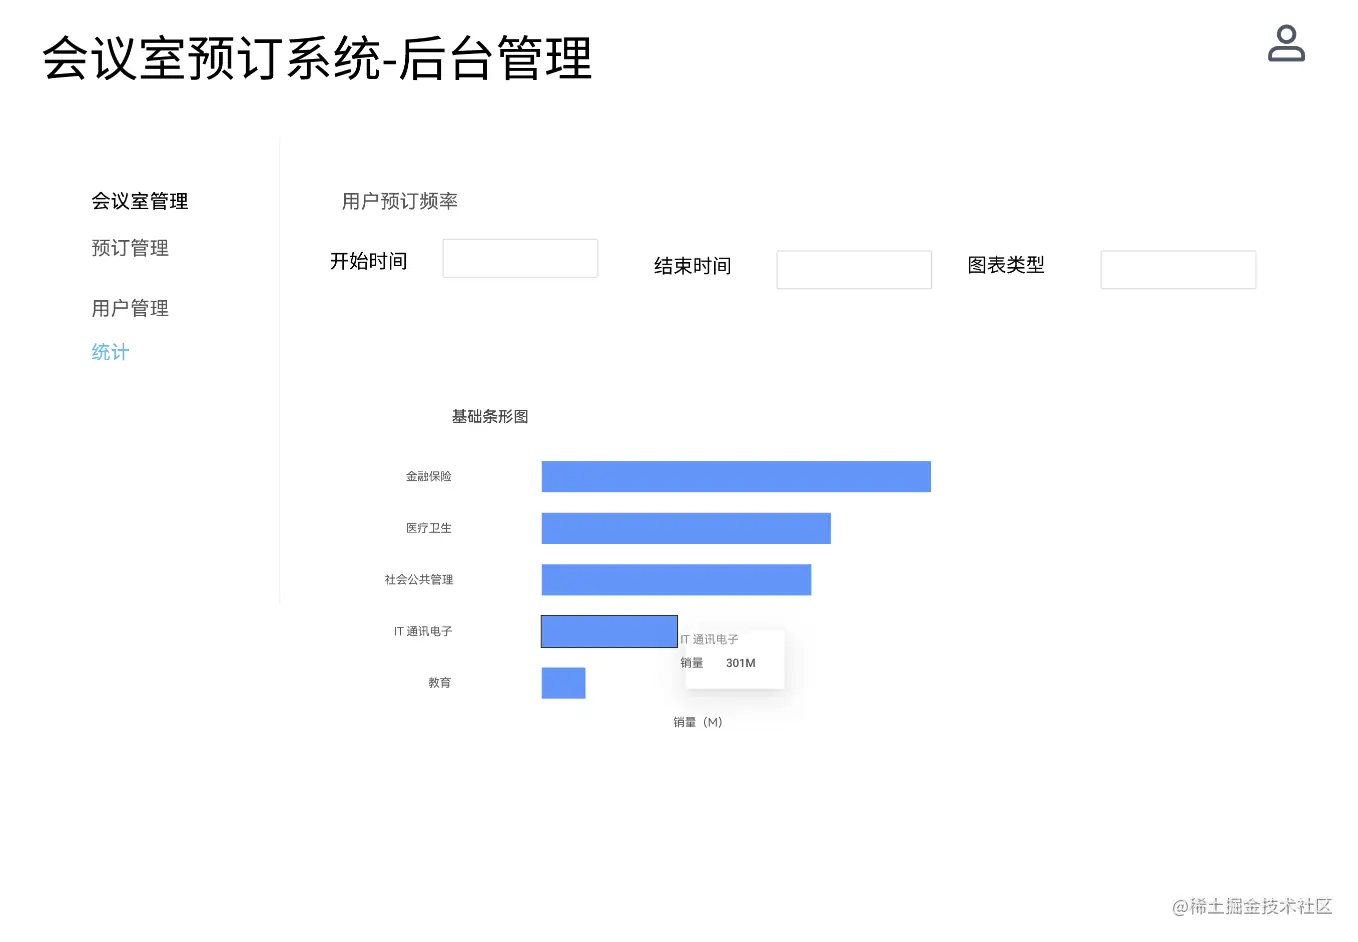 会议室预订系统-后台管理
会议室管理
预订管理
用户管理
统计
用户预订频率
开始时间
结束时间
图表类型
基础条形图
金融保险
医疗卫生
社会公共管理
IT 通讯电子
教育
IT 通讯电子
销量 301M
销量（M）
@稀土掘金技术社区